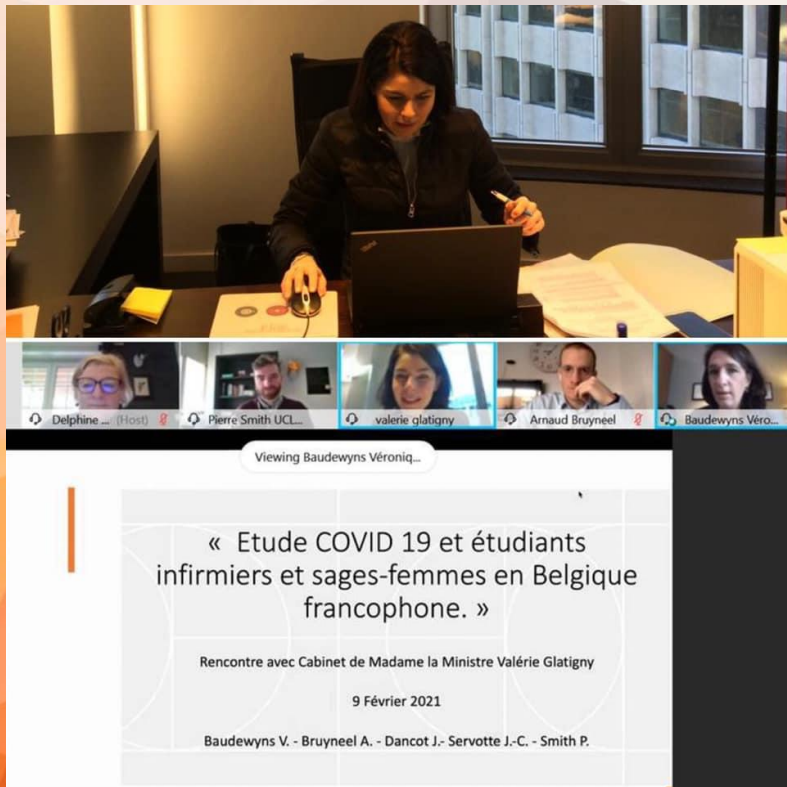 ThinkPad
Delphine ... (Host)
Pierre Smith UCL...
valerie glatigny
Arnaud Bruyneel
Baudewyns Véro...
Viewing Baudewyns Véroniq...
« Etude COVID 19 et étudiants
infirmiers et sages-femmes en Belgique
francophone. »
Rencontre avec Cabinet de Madame la Ministre Valérie Glatigny
9 Février 2021
Baudewyns V. - Bruyneel A. - Dancot J.- Servotte J.-C. - Smith P.